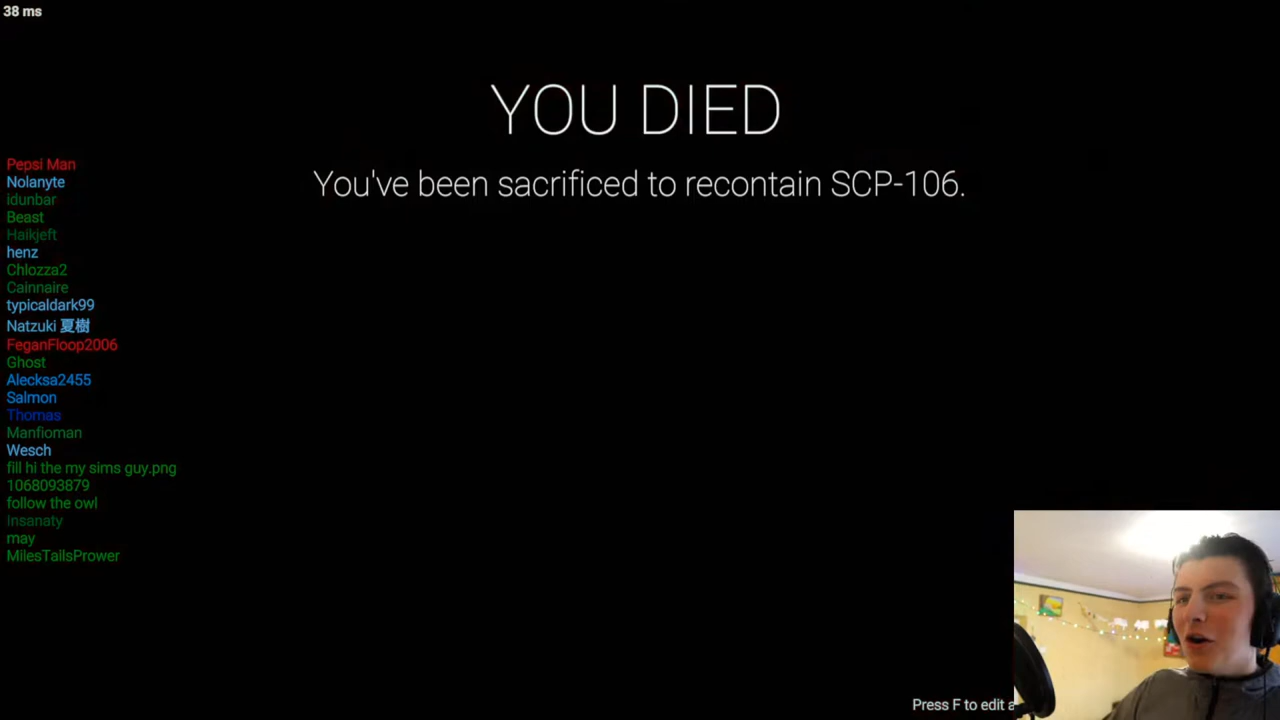 38 ms
YOU DIED
You've been sacrificed to recontain SCP-106.
Pepsi Man
Nolanyte
idunbar
Beast
Haikjeft
henz
Chlozza2
Cainnaire
typicaldark99
Natzuki 夏樹
FeganFloop2006
Ghost
Alecksa2455
Salmon
Thomas
Manfioman
Wesch
fill hi the my sims guy.png
1068093879
follow the owl
Insanaty
may
MilesTailsPrower
Press F to edit a